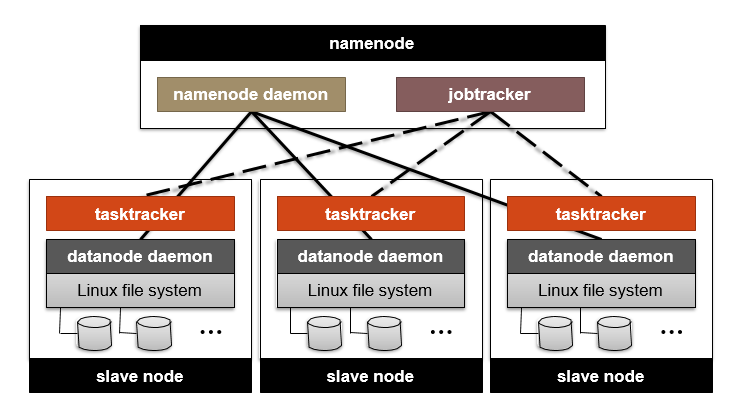 namenode
namenode daemon
jobtracker
tasktracker
tasktracker
tasktracker
datanode daemon
datanode daemon
datanode daemon
Linux file system
Linux file system
Linux file system
...
...
...
slave node
slave node
slave node